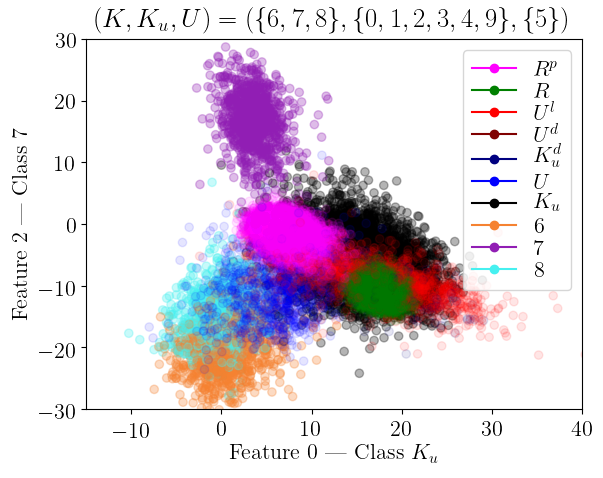 (K, K_u, U) = ({6, 7, 8}, {0, 1, 2, 3, 4, 9}, {5})
30
20
10
0
−10
−20
−30
Feature 2 — Class 7
R^p
R
U^l
U^d
K_u^d
U
K_u
6
7
8
−10
0
10
20
30
40
Feature 0 — Class K_u